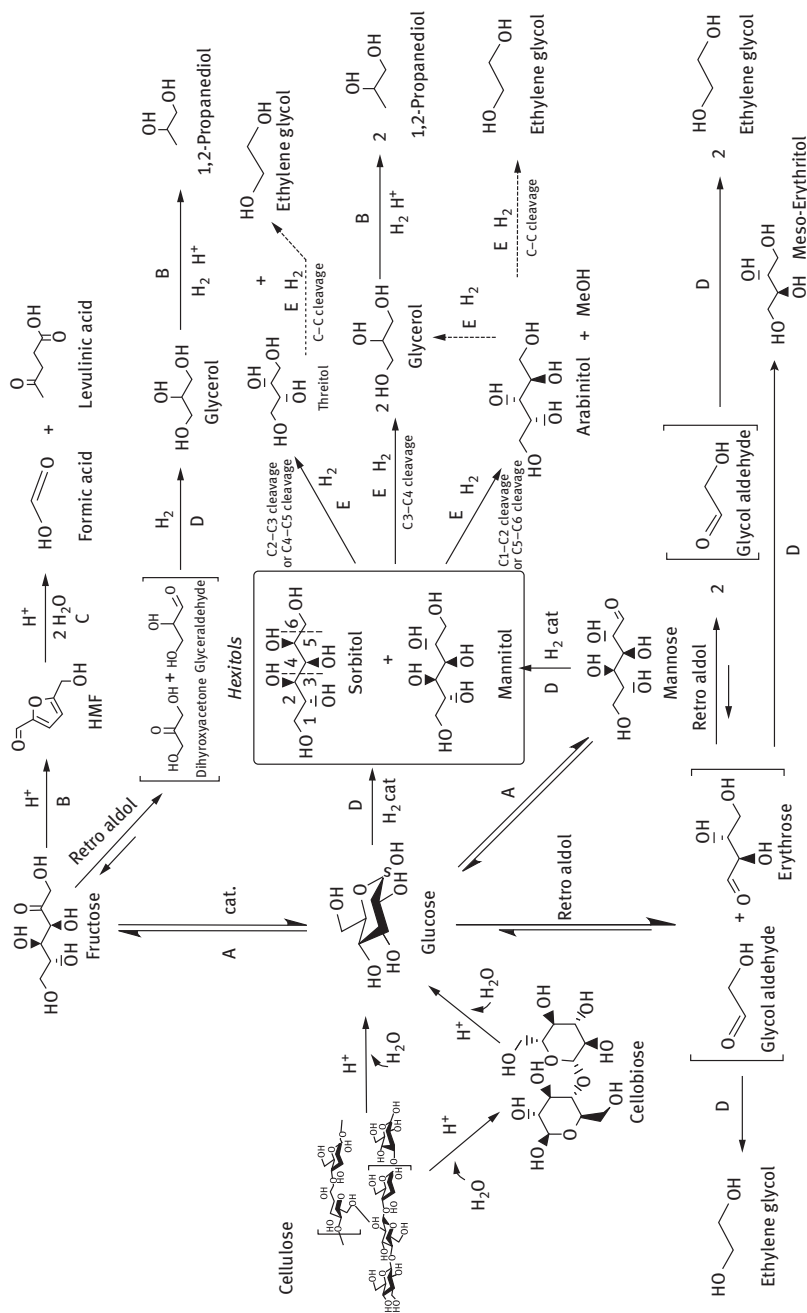 Cellulose
H⁺
H₂O
H⁺
H₂O
Cellobiose
H⁺
H₂O
Glucose
A
cat.
Fructose
H⁺
B
HMF
H⁺
2 H₂O
C
Formic acid
+
Levulinic acid
Retro aldol
Dihyroxyacetone Glyceraldehyde
+
H₂
D
Glycerol
B
H₂ H⁺
1,2-Propanediol
D
H₂ cat
Hexitols
1 2 3 4 5 6
Sorbitol
+
Mannitol
C2–C3 cleavage
or C4–C5 cleavage
H₂
E
Threitol
+
E H₂
C–C cleavage
Ethylene glycol
E H₂
C3–C4 cleavage
2
Glycerol
B
H₂ H⁺
2
1,2-Propanediol
C1–C2 cleavage
or C5–C6 cleavage
E H₂
Arabinitol + MeOH
E H₂
E H₂
C–C cleavage
Ethylene glycol
A
Mannose
D
H₂ cat
Retro aldol
Glycol aldehyde
+
Erythrose
D
Ethylene glycol
Retro aldol
2
Glycol aldehyde
D
2
Ethylene glycol
D
Meso-Erythritol